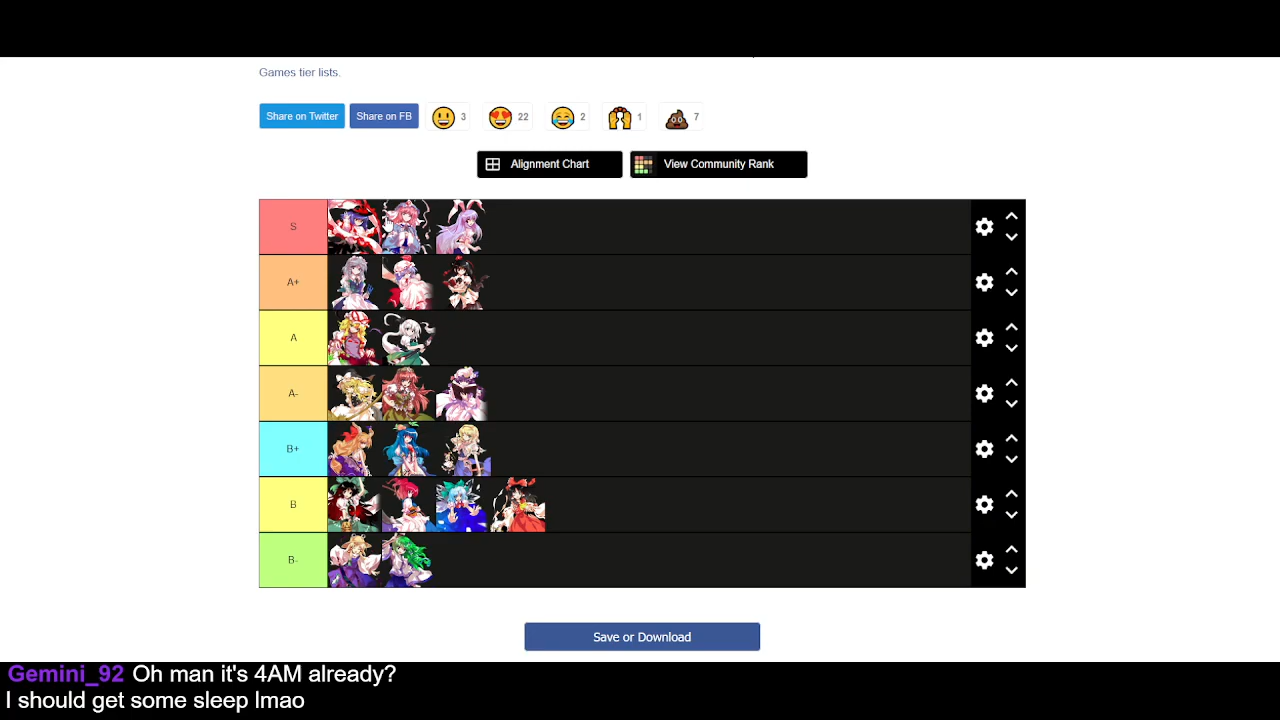 Games tier lists.
Share on Twitter Share on FB 3 22 2 1 7
Alignment Chart View Community Rank
S
A+
A
A-
B+
B
B-
Save or Download
Gemini_92 Oh man it's 4AM already?
I should get some sleep lmao